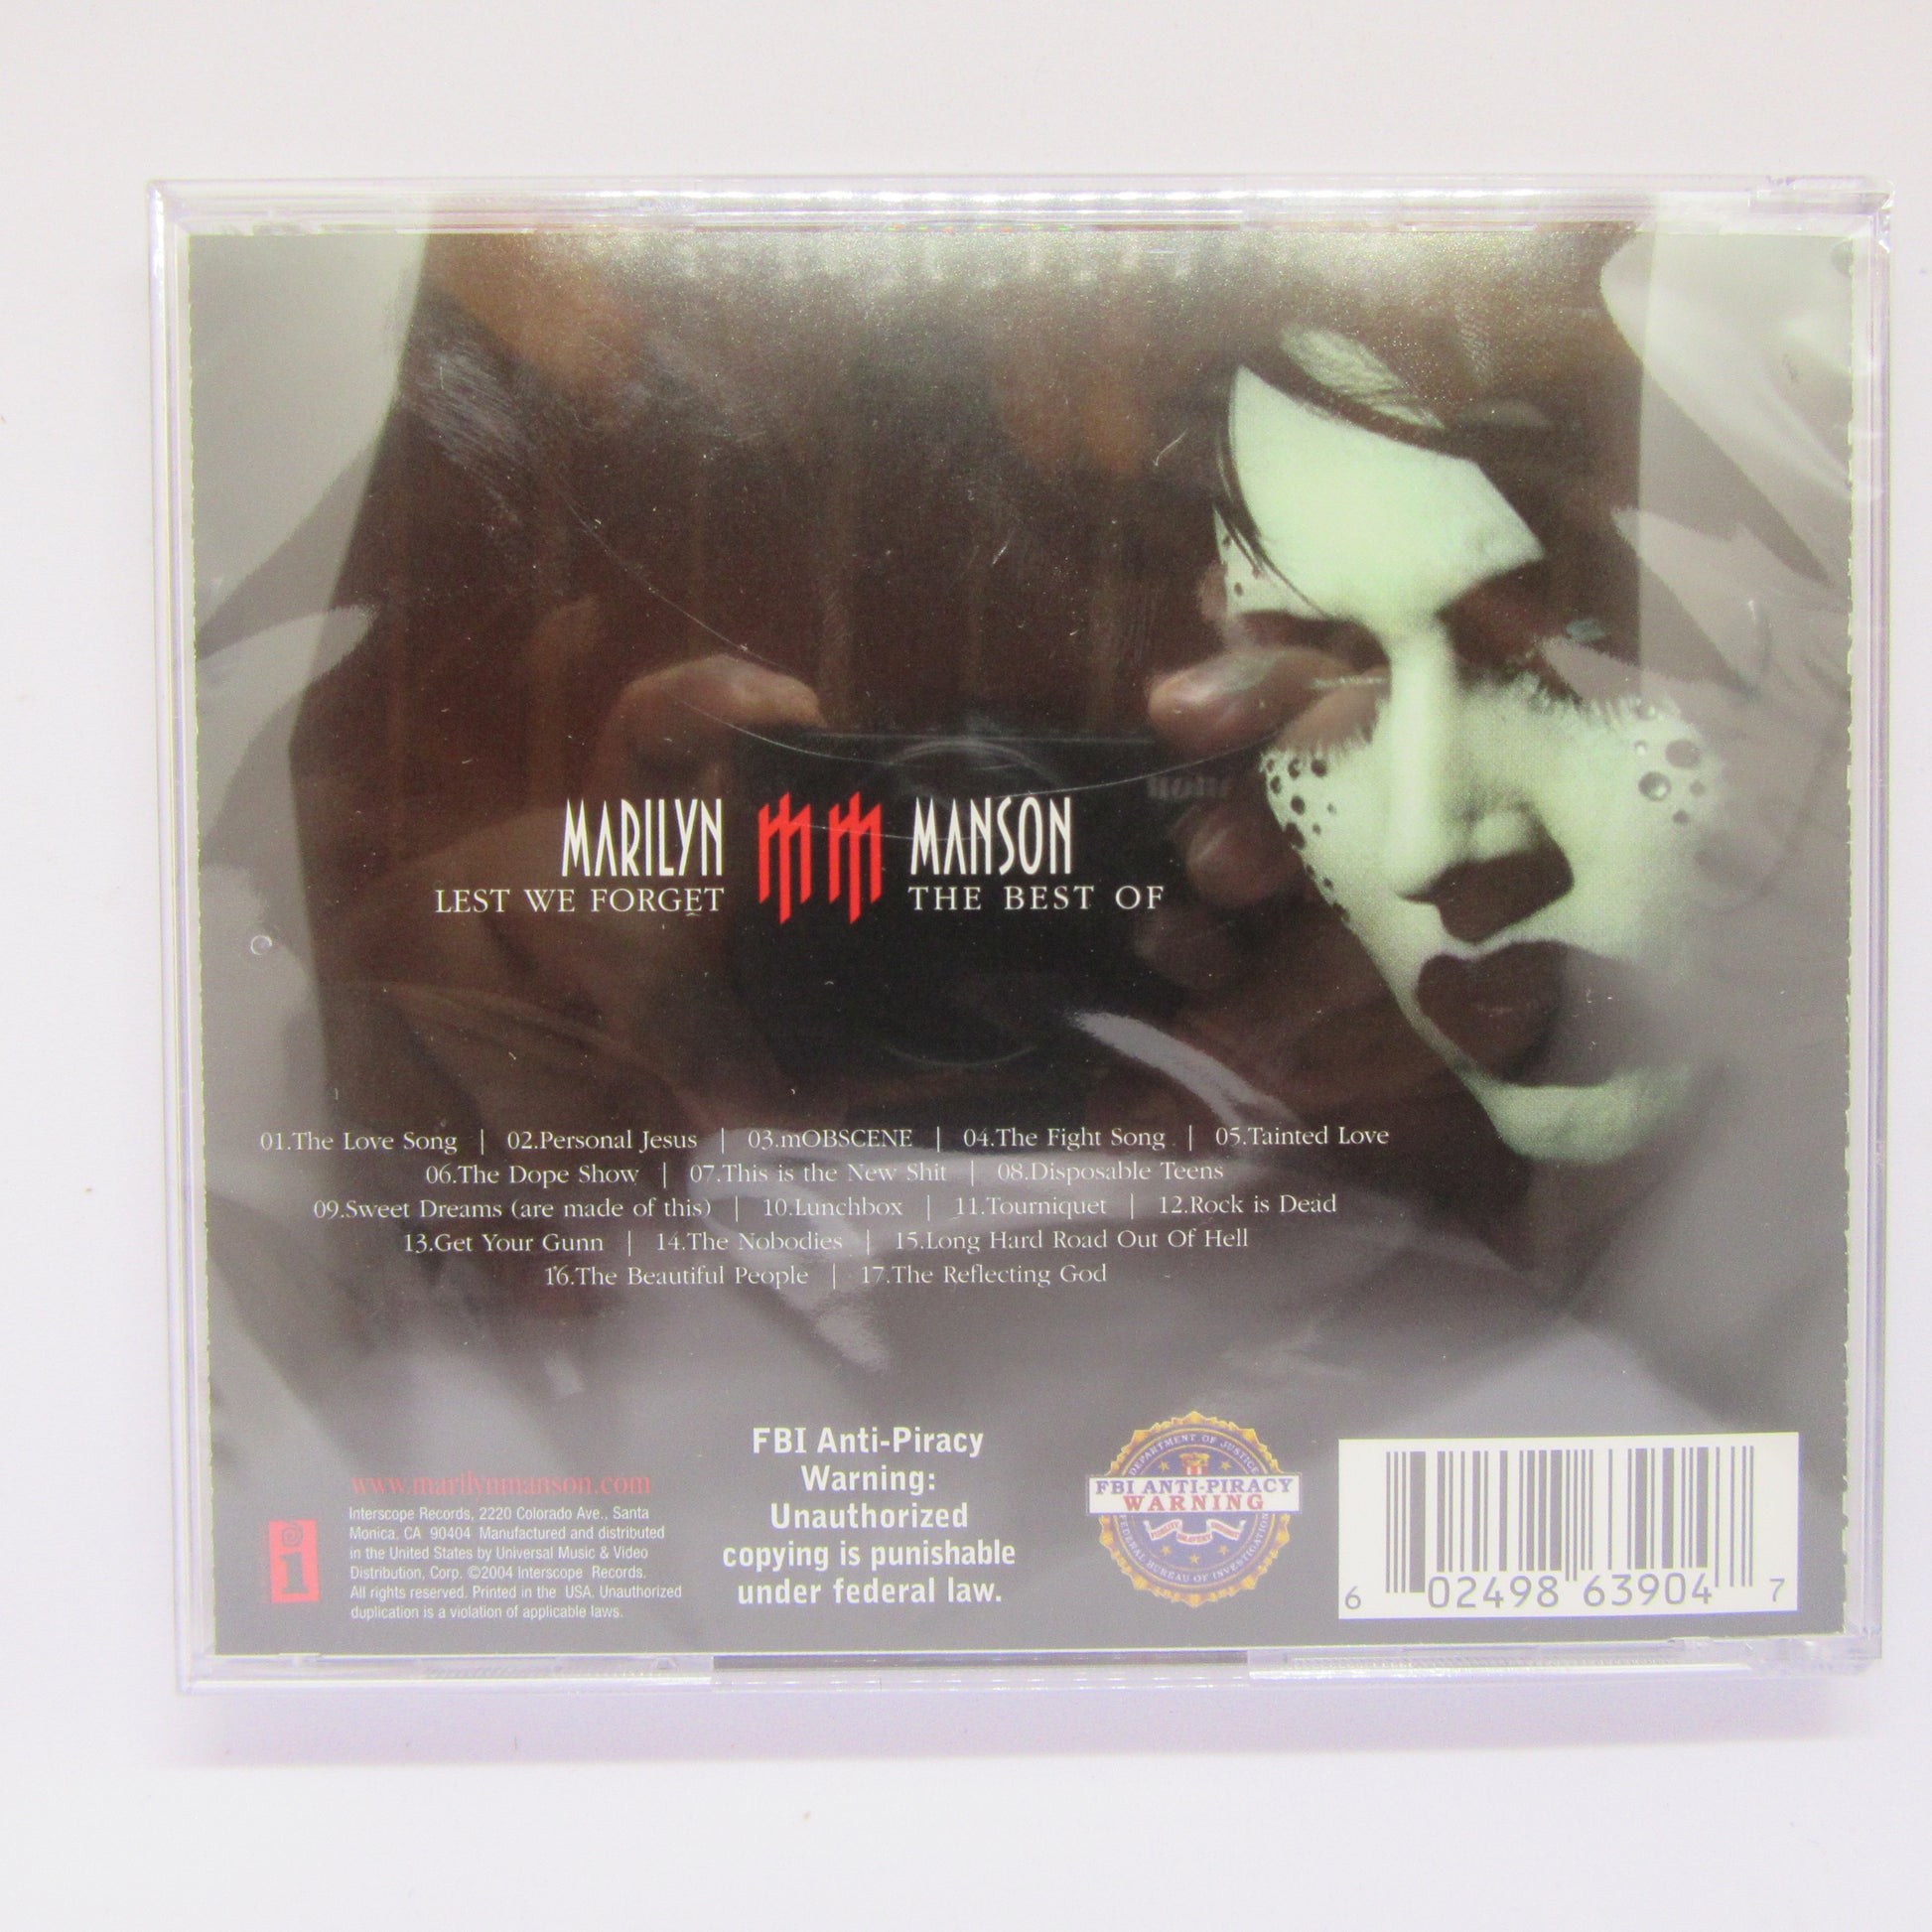 MARILYN MANSON
LEST WE FORGET THE BEST OF
01.The Love Song | 02.Personal Jesus | 03.mOBSCENE | 04.The Fight Song | 05.Tainted Love
06.The Dope Show | 07.This is the New Shit | 08.Disposable Teens
09.Sweet Dreams (are made of this) | 10.Lunchbox | 11.Tourniquet | 12.Rock is Dead
13.Get Your Gunn | 14.The Nobodies | 15.Long Hard Road Out Of Hell
16.The Beautiful People | 17.The Reflecting God
www.marilynmanson.com
Interscope Records, 2220 Colorado Ave., Santa
Monica, CA 90404 Manufactured and distributed
in the United States by Universal Music & Video
Distribution, Corp. ©2004 Interscope Records.
All rights reserved. Printed in the USA. Unauthorized
duplication is a violation of applicable laws.
i
FBI Anti-Piracy
Warning:
Unauthorized
copying is punishable
under federal law.
DEPARTMENT OF JUSTICE
FBI ANTI-PIRACY
WARNING
FEDERAL BUREAU OF INVESTIGATION
6 02498 63904 7